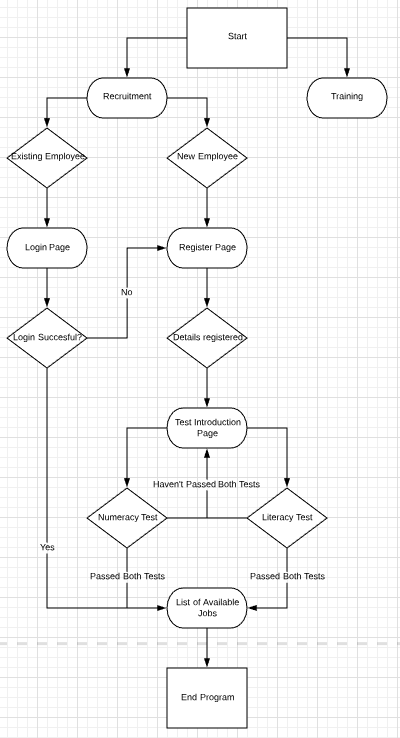 Start
Recruitment
Training
Existing Employee
New Employee
Login Page
Register Page
No
Login Succesful?
Details registered
Test Introduction
Page
Haven't Passed Both Tests
Numeracy Test
Literacy Test
Yes
Passed Both Tests
Passed Both Tests
List of Available
Jobs
End Program